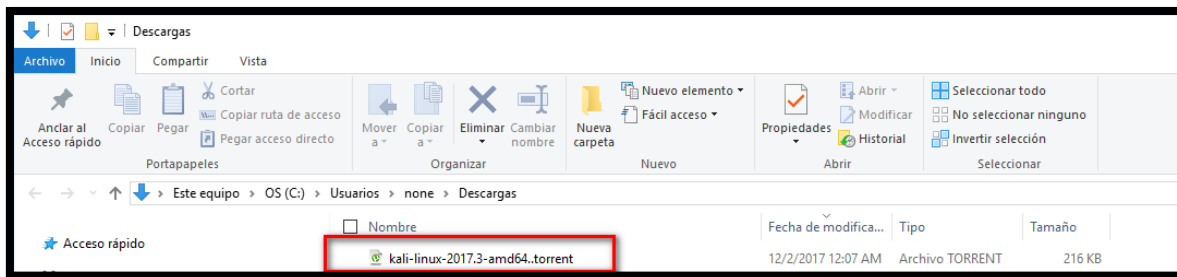 Descargas
Archivo Inicio Compartir Vista
Anclar al Acceso rápido
Copiar
Pegar
Cortar
Copiar ruta de acceso
Pegar acceso directo
Portapapeles
Mover a
Copiar a
Eliminar
Cambiar nombre
Organizar
Nueva carpeta
Nuevo elemento
Fácil acceso
Nuevo
Propiedades
Abrir
Modificar
Historial
Abrir
Seleccionar todo
No seleccionar ninguno
Invertir selección
Seleccionar
Este equipo > OS (C:) > Usuarios > none > Descargas
Nombre Fecha de modifica... Tipo Tamaño
Acceso rápido
kali-linux-2017.3-amd64..torrent 12/2/2017 12:07 AM Archivo TORRENT 216 KB